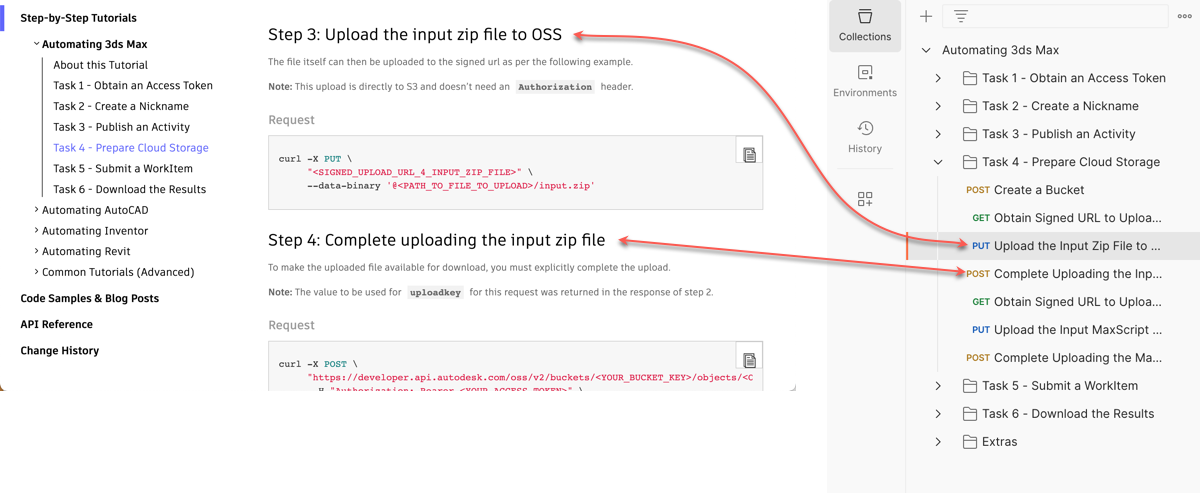 Step-by-Step Tutorials
Automating 3ds Max
About this Tutorial
Task 1 - Obtain an Access Token
Task 2 - Create a Nickname
Task 3 - Publish an Activity
Task 4 - Prepare Cloud Storage
Task 5 - Submit a WorkItem
Task 6 - Download the Results
Automating AutoCAD
Automating Inventor
Automating Revit
Common Tutorials (Advanced)
Code Samples & Blog Posts
API Reference
Change History
Step 3: Upload the input zip file to OSS
The file itself can then be uploaded to the signed url as per the following example.
Note: This upload is directly to S3 and doesn't need an Authorization header.
Request
curl -X PUT \
"<SIGNED_UPLOAD_URL_4_INPUT_ZIP_FILE>" \
--data-binary '@<PATH_TO_FILE_TO_UPLOAD>/input.zip'
Step 4: Complete uploading the input zip file
To make the uploaded file available for download, you must explicitly complete the upload.
Note: The value to be used for uploadkey for this request was returned in the response of step 2.
Request
curl -X POST \
"https://developer.api.autodesk.com/oss/v2/buckets/<YOUR_BUCKET_KEY>/objects/<O
-H "Authorization: Bearer <YOUR_ACCESS_TOKEN>" \
Collections
Environments
History
Automating 3ds Max
Task 1 - Obtain an Access Token
Task 2 - Create a Nickname
Task 3 - Publish an Activity
Task 4 - Prepare Cloud Storage
POST Create a Bucket
GET Obtain Signed URL to Uploa...
PUT Upload the Input Zip File to ...
POST Complete Uploading the Inp...
GET Obtain Signed URL to Uploa...
PUT Upload the Input MaxScript ...
POST Complete Uploading the Ma...
Task 5 - Submit a WorkItem
Task 6 - Download the Results
Extras